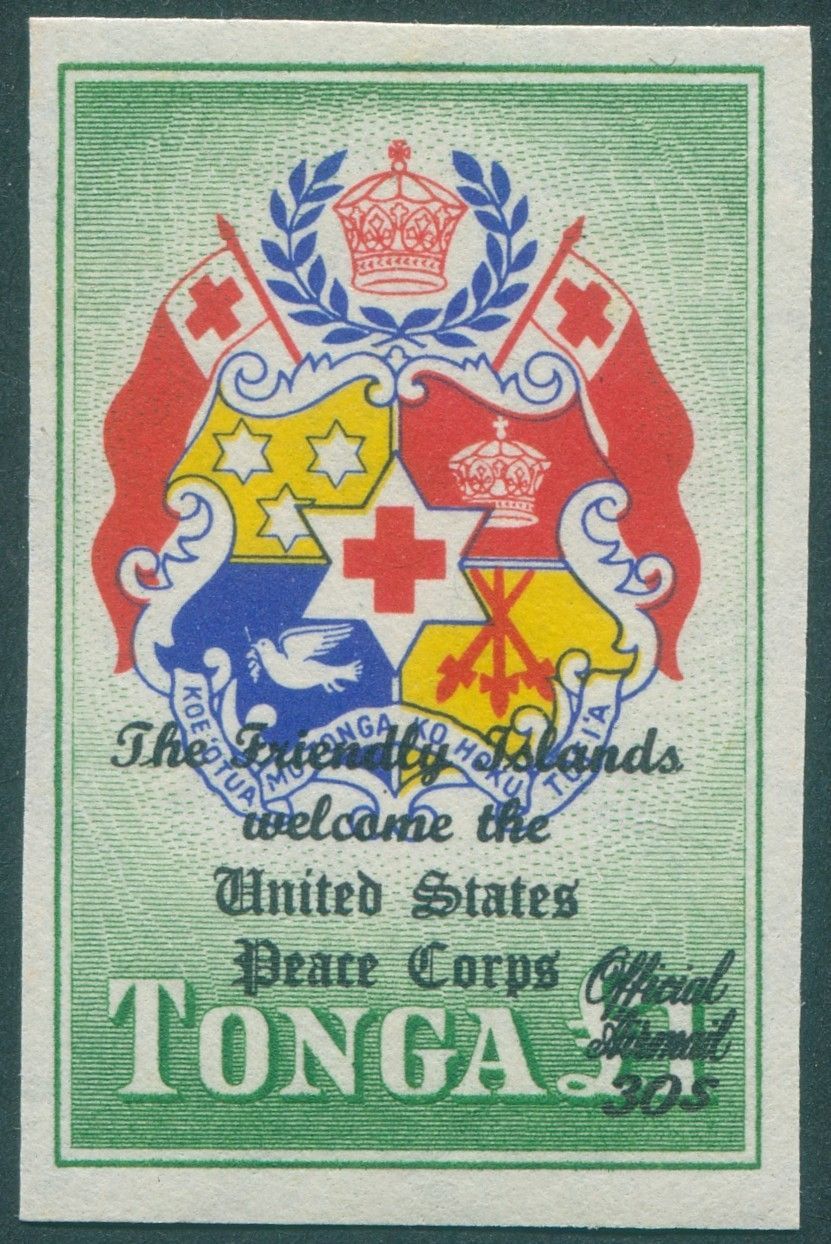 KOE 'OTUA MO TONGA KO HOKU TOFI'A
The Friendly Islands
welcome the
United States
Peace Corps
Official
Airmail
30s
TONGA £1